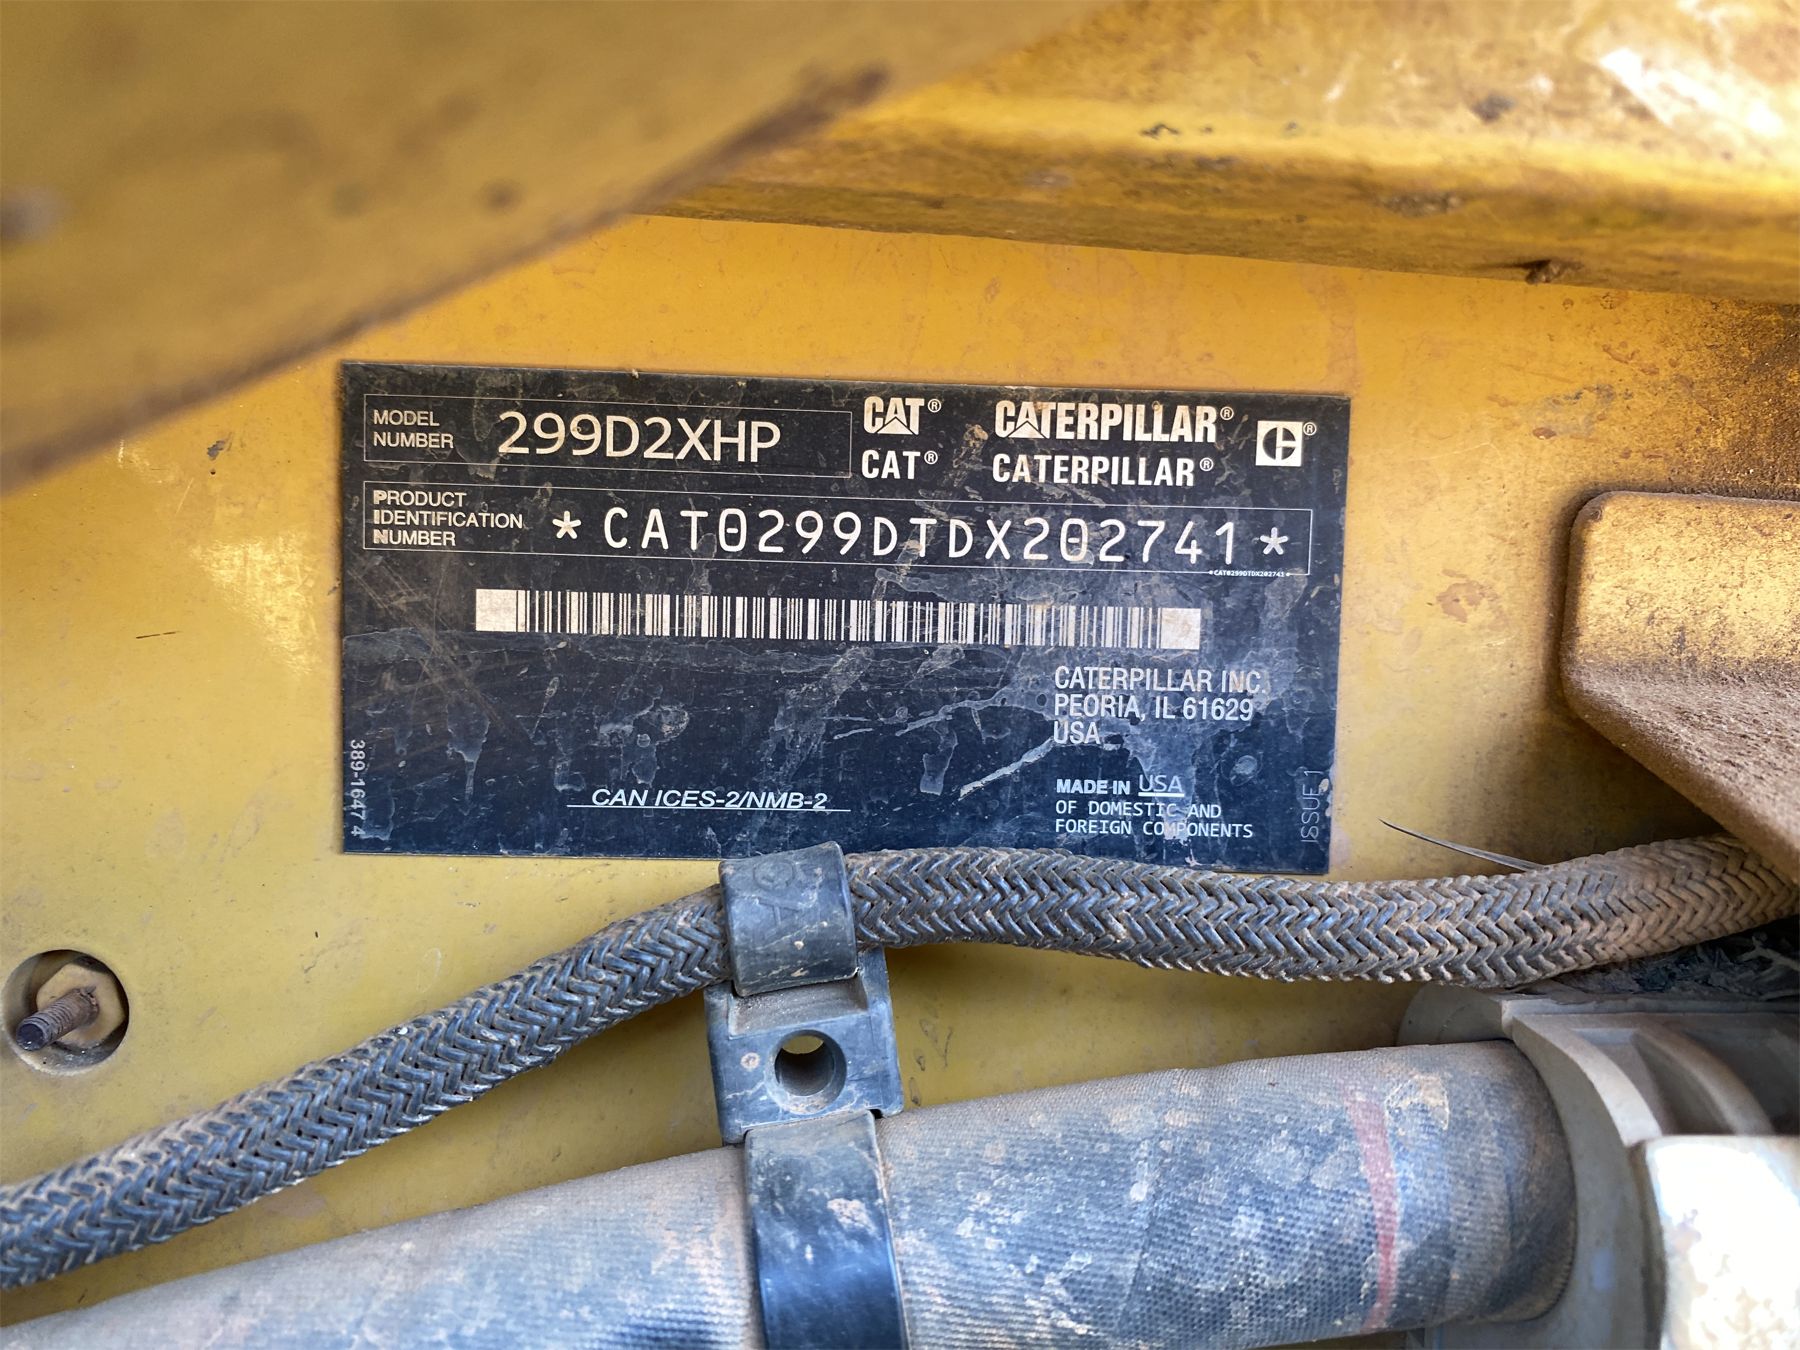 MODEL
NUMBER
299D2XHP
CAT® CATERPILLAR® ®
CAT® CATERPILLAR®
PRODUCT
IDENTIFICATION
NUMBER
*CAT0299DTDX202741*
*CAT0299DTDX202741*
CATERPILLAR INC.
PEORIA, IL 61629
USA
MADE IN USA
OF DOMESTIC AND
FOREIGN COMPONENTS
CAN ICES-2/NMB-2
389-1647 4
ISSUE 1